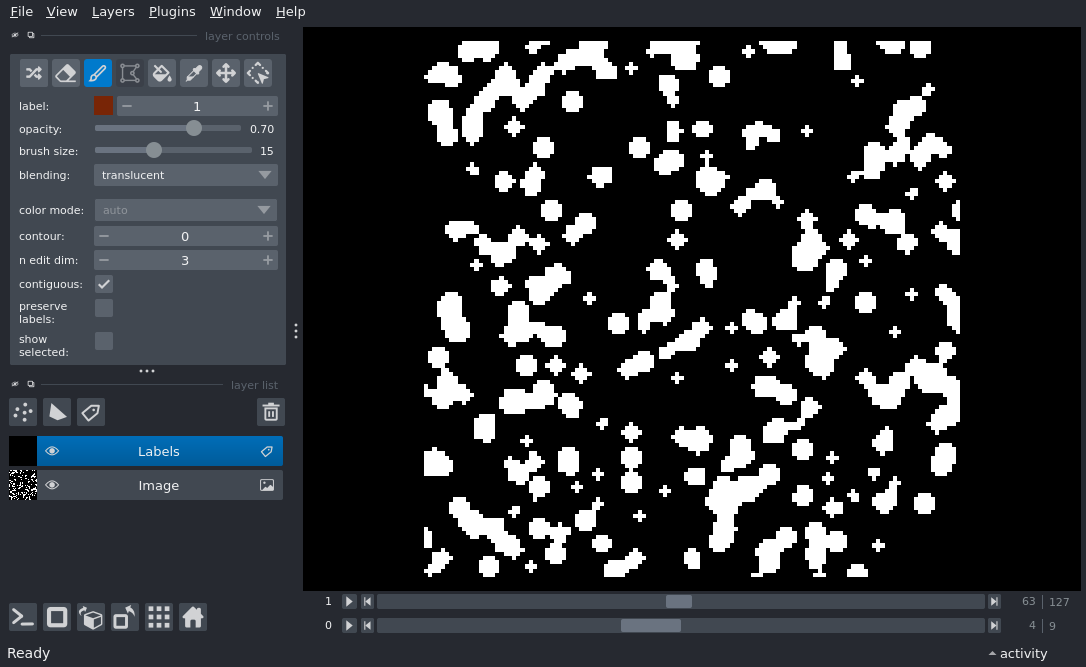 File View Layers Plugins Window Help
layer controls
label: 1
opacity: 0.70
brush size: 15
blending: translucent
color mode: auto
contour: 0
n edit dim: 3
contiguous:
preserve
labels:
show
selected:
layer list
Labels
Image
1 63 127
0 4 9
Ready activity